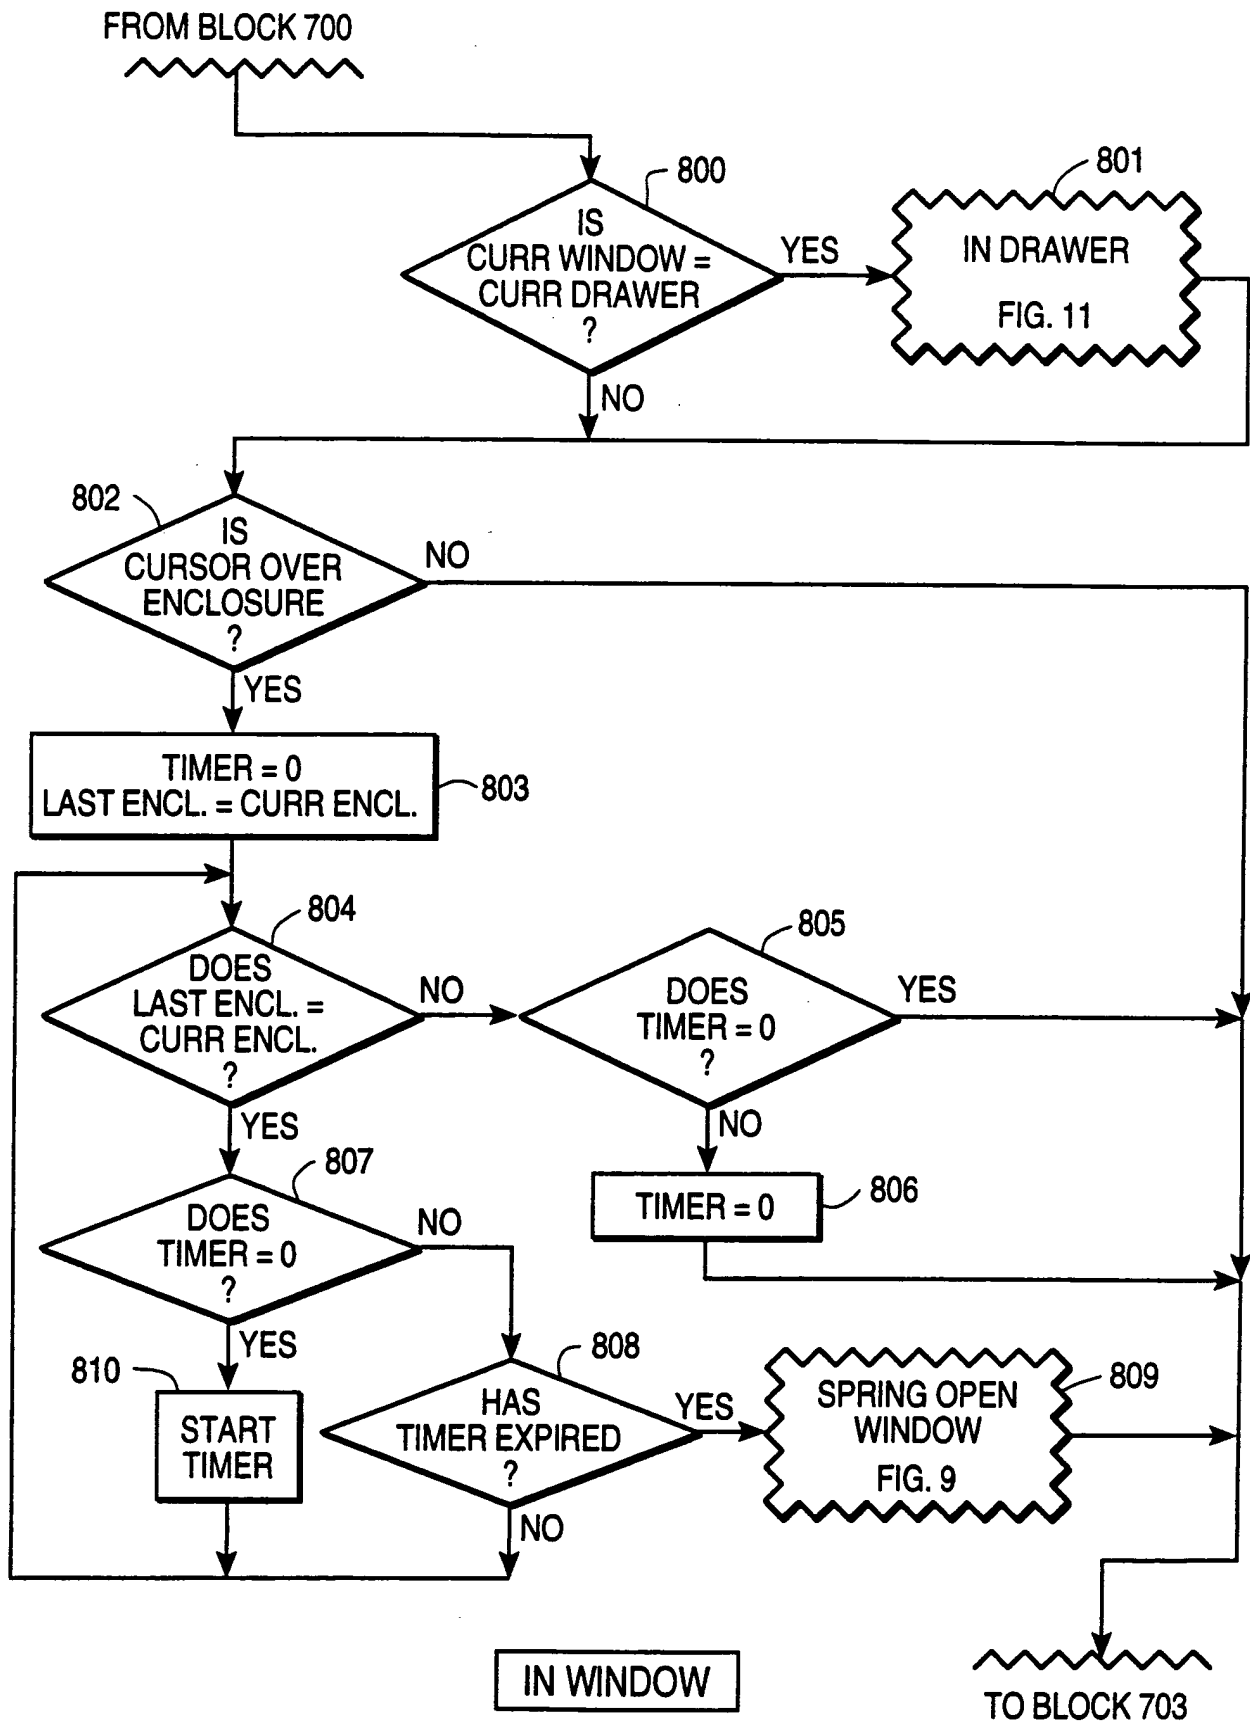 FROM BLOCK 700
800
IS
CURR WINDOW =
CURR DRAWER
?
YES
801
IN DRAWER
FIG. 11
NO
802
IS
CURSOR OVER
ENCLOSURE
?
NO
YES
TIMER = 0
LAST ENCL. = CURR ENCL.
803
804
DOES
LAST ENCL. =
CURR ENCL.
?
NO
805
DOES
TIMER = 0
?
YES
YES
NO
807
DOES
TIMER = 0
?
NO
TIMER = 0
806
YES
810
START
TIMER
808
HAS
TIMER EXPIRED
?
YES
SPRING OPEN
WINDOW
FIG. 9
809
NO
IN WINDOW
TO BLOCK 703